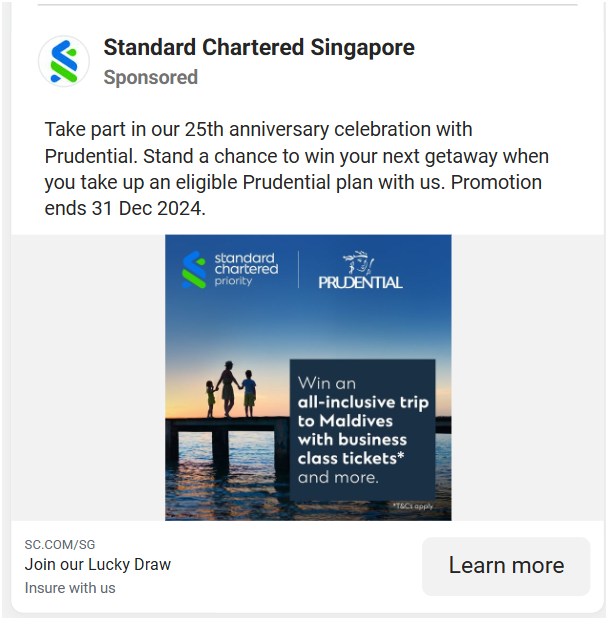 Standard Chartered Singapore
Sponsored
Take part in our 25th anniversary celebration with
Prudential. Stand a chance to win your next getaway when
you take up an eligible Prudential plan with us. Promotion
ends 31 Dec 2024.
standard
chartered
priority
PRUDENTIAL
Win an
all-inclusive trip
to Maldives
with business
class tickets*
and more.
*T&Cs apply
SC.COM/SG
Join our Lucky Draw
Insure with us
Learn more